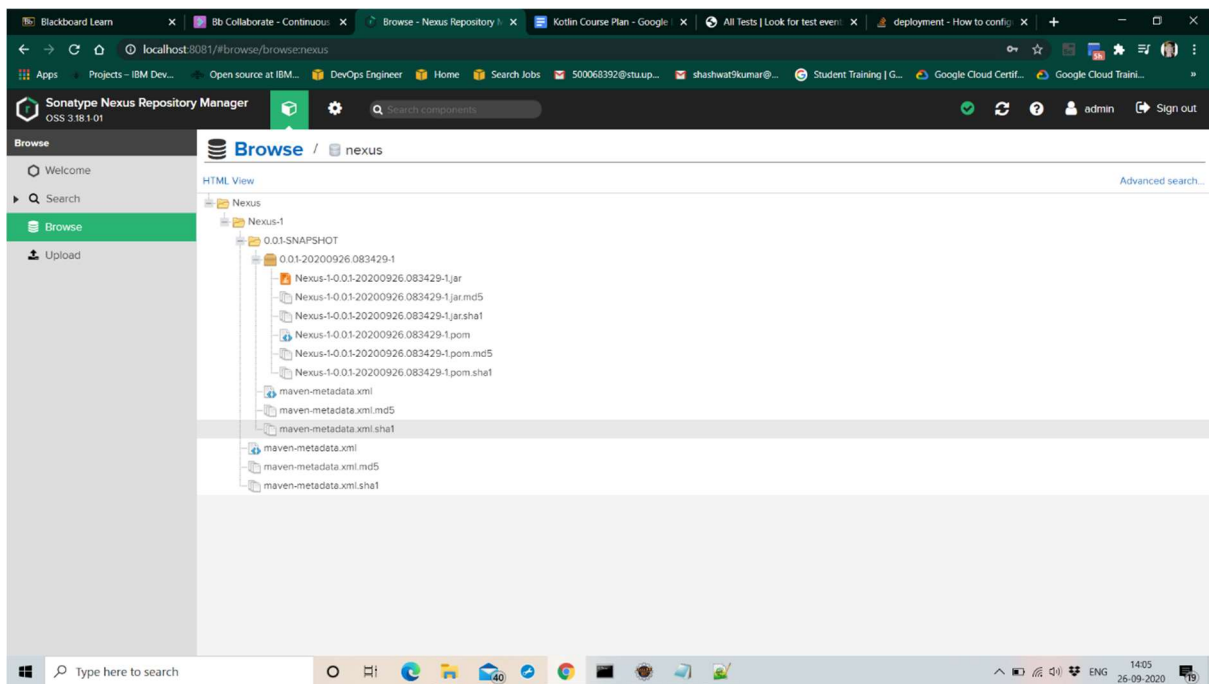 Blackboard Learn
Bb Collaborate - Continuous
Browse - Nexus Repository M
Kotlin Course Plan - Google
All Tests | Look for test event
deployment - How to config
localhost:8081/#browse/browse:nexus
Apps
Projects – IBM Dev...
Open source at IBM...
DevOps Engineer
Home
Search Jobs
500068392@stu.up...
shashwat9kumar@...
Student Training | G...
Google Cloud Certif...
Google Cloud Traini...
»
Sonatype Nexus Repository Manager
OSS 3.18.1-01
Search components
admin
Sign out
Browse
Welcome
Search
Browse
Upload
Browse / nexus
HTML View
Advanced search...
Nexus
Nexus-1
0.0.1-SNAPSHOT
0.0.1-20200926.083429-1
Nexus-1-0.0.1-20200926.083429-1.jar
Nexus-1-0.0.1-20200926.083429-1.jar.md5
Nexus-1-0.0.1-20200926.083429-1.jar.sha1
Nexus-1-0.0.1-20200926.083429-1.pom
Nexus-1-0.0.1-20200926.083429-1.pom.md5
Nexus-1-0.0.1-20200926.083429-1.pom.sha1
maven-metadata.xml
maven-metadata.xml.md5
maven-metadata.xml.sha1
maven-metadata.xml
maven-metadata.xml.md5
maven-metadata.xml.sha1
Type here to search
40
ENG
14:05
26-09-2020
19